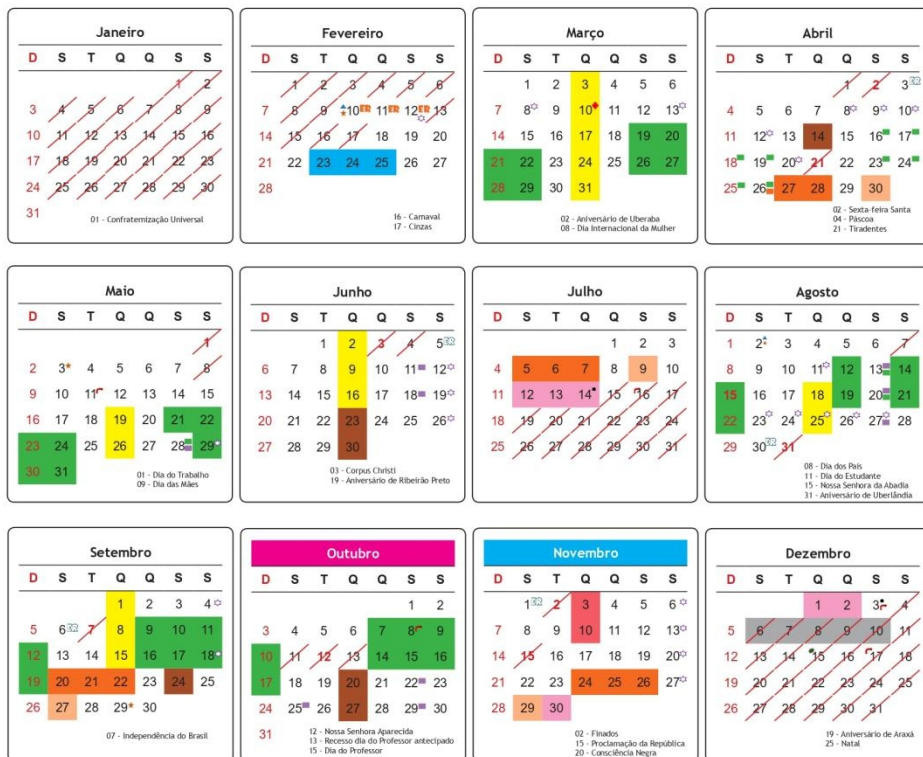 Janeiro
D S T Q Q S S
1 2
3 4 5 6 7 8 9
10 11 12 13 14 15 16
17 18 19 20 21 22 23
24 25 26 27 28 29 30
31
01 - Confraternização Universal
Fevereiro
D S T Q Q S S
1 2 3 4 5 6
7 8 9 10 ER 11 ER 12 ER 13
14 15 16 17 18 19 20
21 22 23 24 25 26 27
28
16 - Carnaval
17 - Cinzas
Março
D S T Q Q S S
1 2 3 4 5 6
7 8 9 10 11 12 13
14 15 16 17 18 19 20
21 22 23 24 25 26 27
28 29 30 31
02 - Aniversário de Uberaba
08 - Dia Internacional da Mulher
Abril
D S T Q Q S S
1 2 3 ER
4 5 6 7 8 9 10
11 12 13 14 15 16 17
18 19 20 21 22 23 24
25 26 27 28 29 30
02 - Sexta-feira Santa
04 - Páscoa
21 - Tiradentes
Maio
D S T Q Q S S
1
2 3 4 5 6 7 8
9 10 11 12 13 14 15
16 17 18 19 20 21 22
23 24 25 26 27 28 29
30 31
01 - Dia do Trabalho
09 - Dia das Mães
Junho
D S T Q Q S S
1 2 3 4 5 ER
6 7 8 9 10 11 12
13 14 15 16 17 18 19
20 21 22 23 24 25 26
27 28 29 30
03 - Corpus Christi
19 - Aniversário de Ribeirão Preto
Julho
D S T Q Q S S
1 2 3
4 5 6 7 8 9 10
11 12 13 14 15 16 17
18 19 20 21 22 23 24
25 26 27 28 29 30 31
Agosto
D S T Q Q S S
1 2 3 4 5 6 7
8 9 10 11 12 13 14
15 16 17 18 19 20 21
22 23 24 25 26 27 28
29 30 ER 31
08 - Dia dos Pais
11 - Dia do Estudante
15 - Nossa Senhora da Abadia
31 - Aniversário de Uberlândia
Setembro
D S T Q Q S S
1 2 3 4
5 6 ER 7 8 9 10 11
12 13 14 15 16 17 18
19 20 21 22 23 24 25
26 27 28 29 30
07 - Independência do Brasil
Outubro
D S T Q Q S S
1 2
3 4 5 6 7 8 9
10 11 12 13 14 15 16
17 18 19 20 21 22 23
24 25 26 27 28 29 30
31
12 - Nossa Senhora Aparecida
13 - Recesso dia do Professor antecipado
15 - Dia do Professor
Novembro
D S T Q Q S S
1 ER 2 3 4 5 6
7 8 9 10 11 12 13
14 15 16 17 18 19 20
21 22 23 24 25 26 27
28 29 30
02 - Finados
15 - Proclamação da República
20 - Consciência Negra
Dezembro
D S T Q Q S S
1 2 3 4
5 6 7 8 9 10 11
12 13 14 15 16 17 18
19 20 21 22 23 24 25
26 27 28 29 30 31
19 - Aniversário de Araxá
25 - Natal